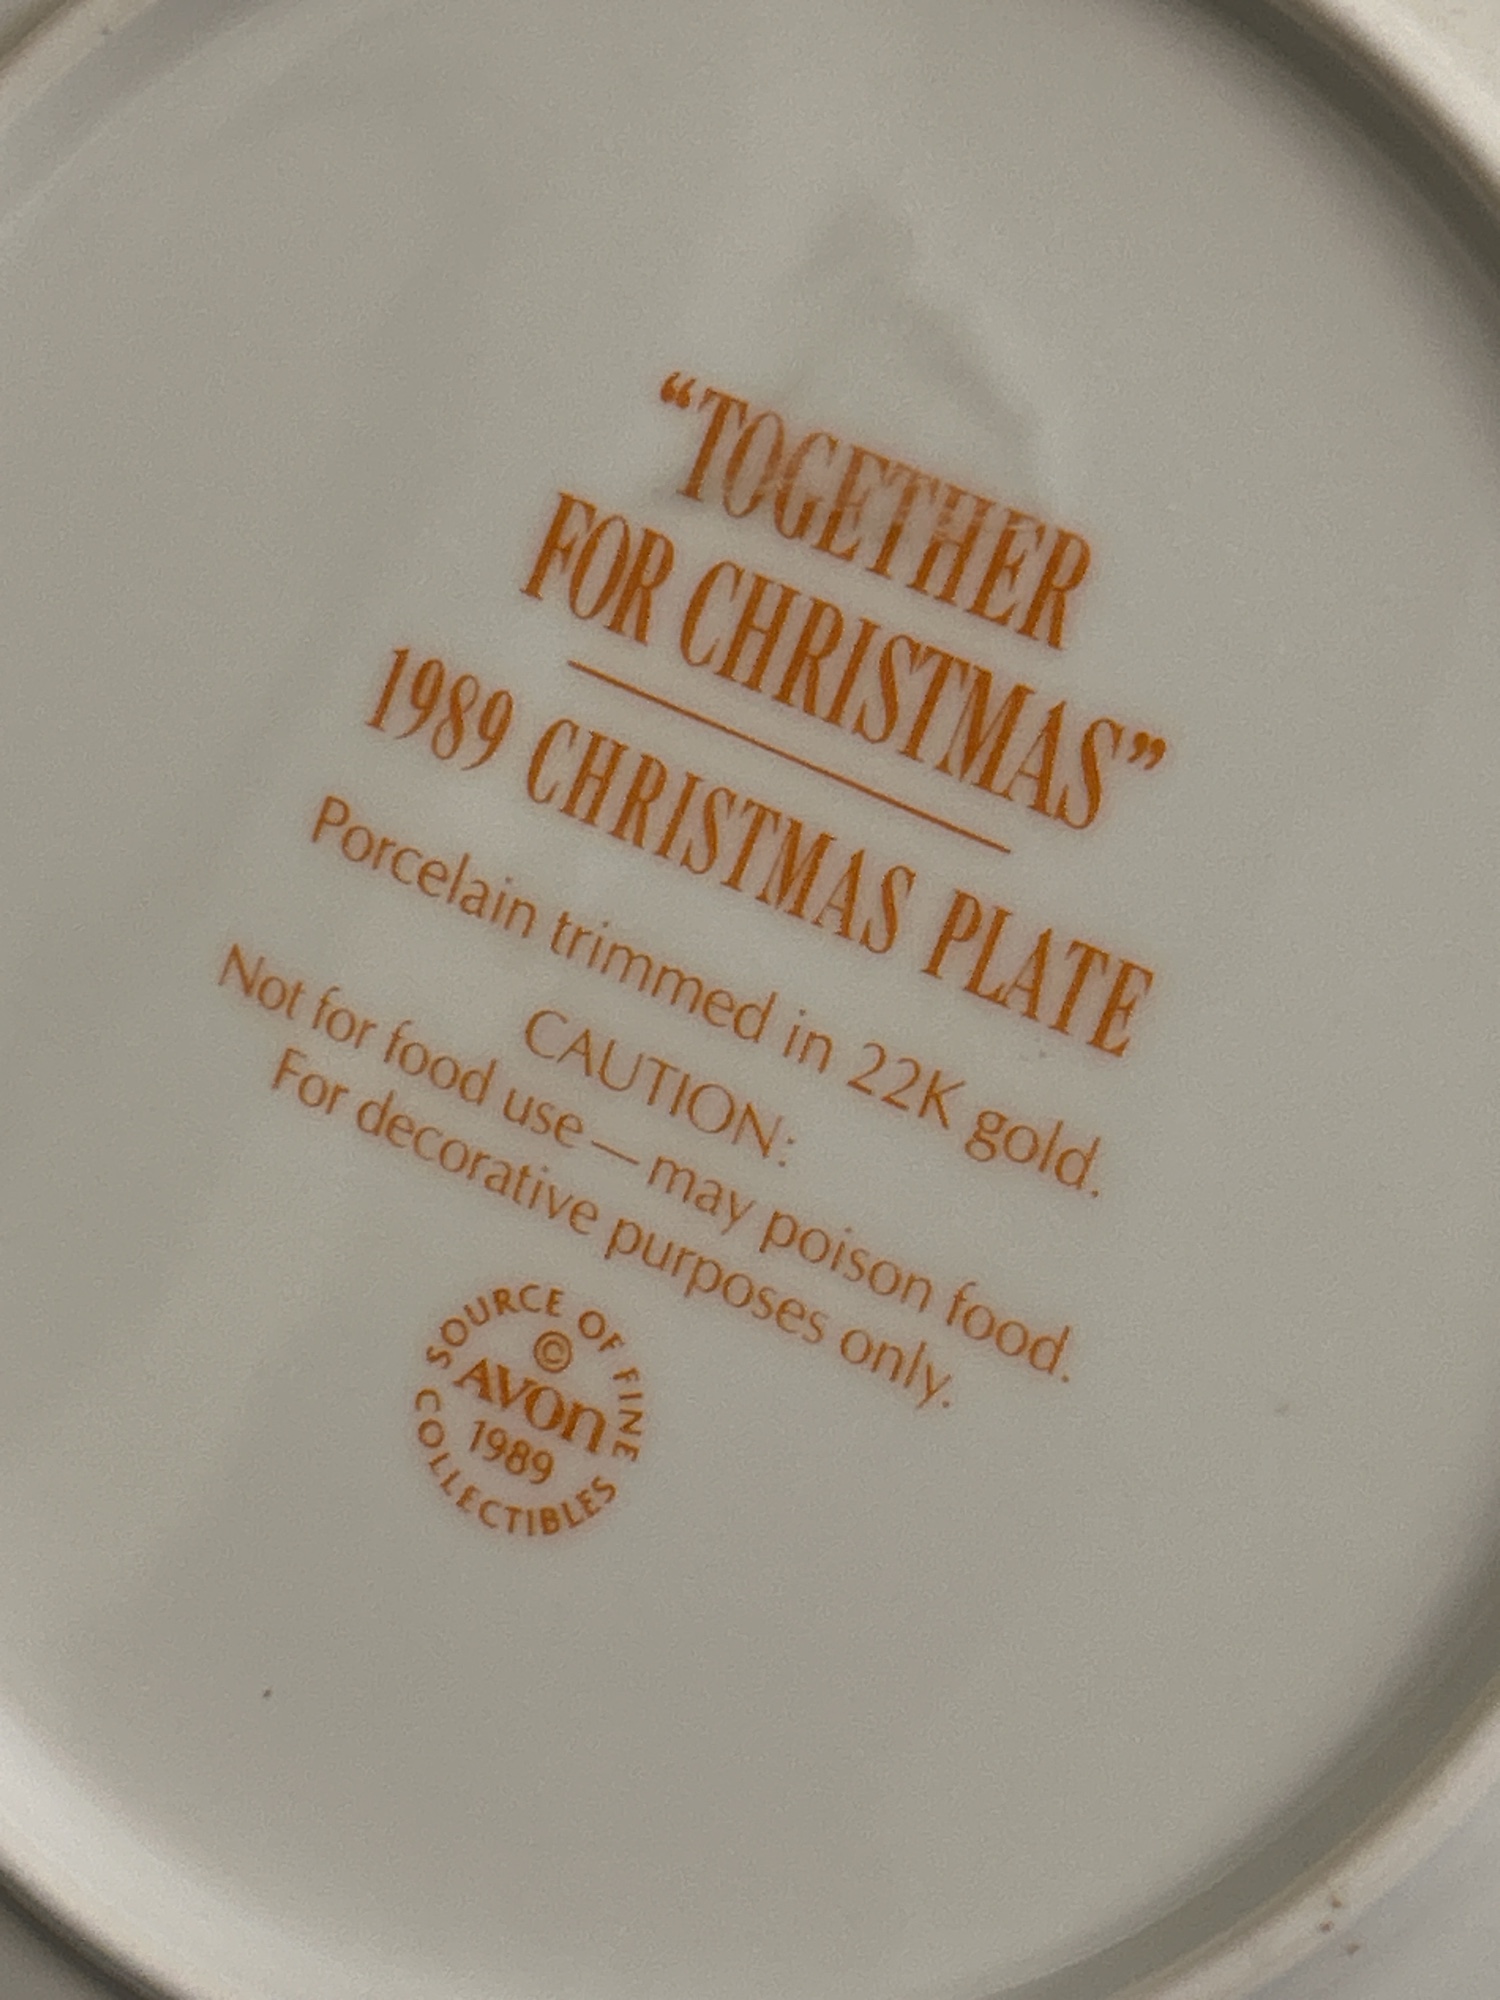 “TOGETHER
FOR CHRISTMAS”
1989 CHRISTMAS PLATE
Porcelain trimmed in 22K gold.
CAUTION:
Not for food use — may poison food.
For decorative purposes only.
SOURCE OF FINE
©
AVON
1989
COLLECTIBLES